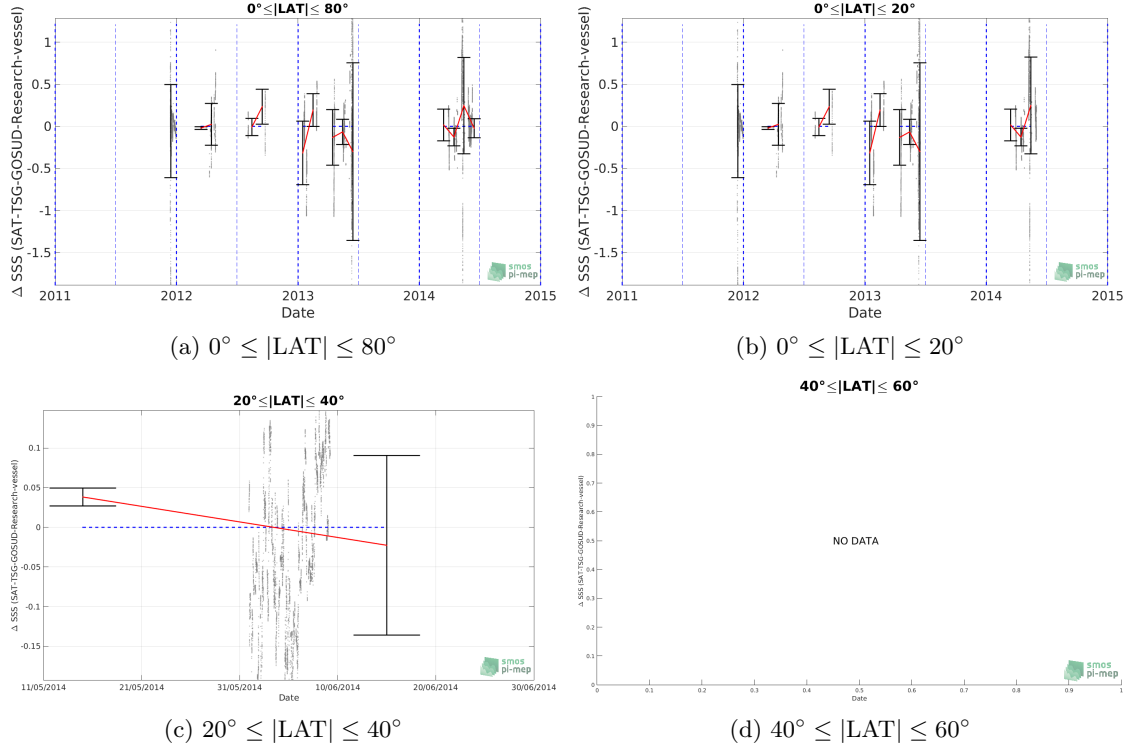 0°≤|LAT|≤ 80°
Δ SSS (SAT-TSG-GOSUD-Research-vessel)
1
0.5
0
-0.5
-1
-1.5
2011 2012 2013 2014 2015
Date
smos
pi-mep
(a) 0° ≤ |LAT| ≤ 80°
0°≤|LAT|≤ 20°
Δ SSS (SAT-TSG-GOSUD-Research-vessel)
1
0.5
0
-0.5
-1
-1.5
2011 2012 2013 2014 2015
Date
smos
pi-mep
(b) 0° ≤ |LAT| ≤ 20°
20°≤|LAT|≤ 40°
Δ SSS (SAT-TSG-GOSUD-Research-vessel)
0.1
0.05
0
-0.05
-0.1
-0.15
11/05/2014 21/05/2014 31/05/2014 10/06/2014 20/06/2014 30/06/2014
Date
smos
pi-mep
(c) 20° ≤ |LAT| ≤ 40°
40°≤|LAT|≤ 60°
Δ SSS (SAT-TSG-GOSUD-Research-vessel)
1
0.9
0.8
0.7
0.6
0.5
0.4
0.3
0.2
0.1
0
NO DATA
0 0.1 0.2 0.3 0.4 0.5 0.6 0.7 0.8 0.9 1
Date
smos
pi-mep
(d) 40° ≤ |LAT| ≤ 60°